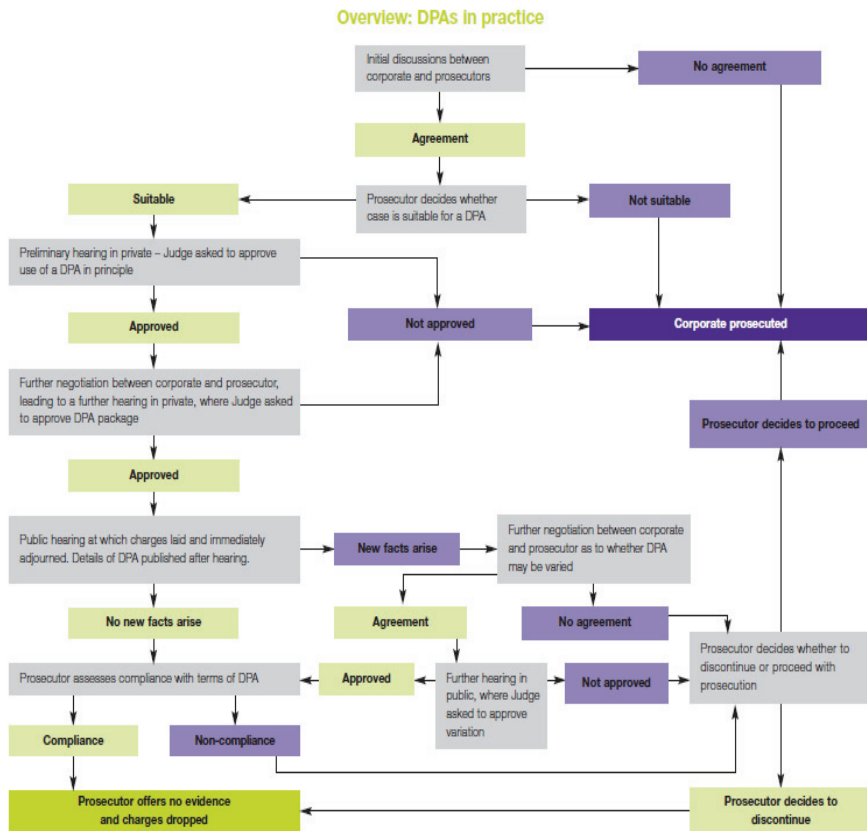 Overview: DPAs in practice
Initial discussions between
corporate and prosecutors
No agreement
Agreement
Suitable
Prosecutor decides whether
case is suitable for a DPA
Not suitable
Preliminary hearing in private – Judge asked to approve
use of a DPA in principle
Approved
Not approved
Corporate prosecuted
Further negotiation between corporate and prosecutor,
leading to a further hearing in private, where Judge asked
to approve DPA package
Prosecutor decides to proceed
Approved
Public hearing at which charges laid and immediately
adjourned. Details of DPA published after hearing.
New facts arise
Further negotiation between corporate
and prosecutor as to whether DPA
may be varied
No new facts arise
Agreement
No agreement
Prosecutor decides whether to
discontinue or proceed with
prosecution
Prosecutor assesses compliance with terms of DPA
Approved
Further hearing in
public, where Judge
asked to approve
variation
Not approved
Compliance
Non-compliance
Prosecutor offers no evidence
and charges dropped
Prosecutor decides to
discontinue